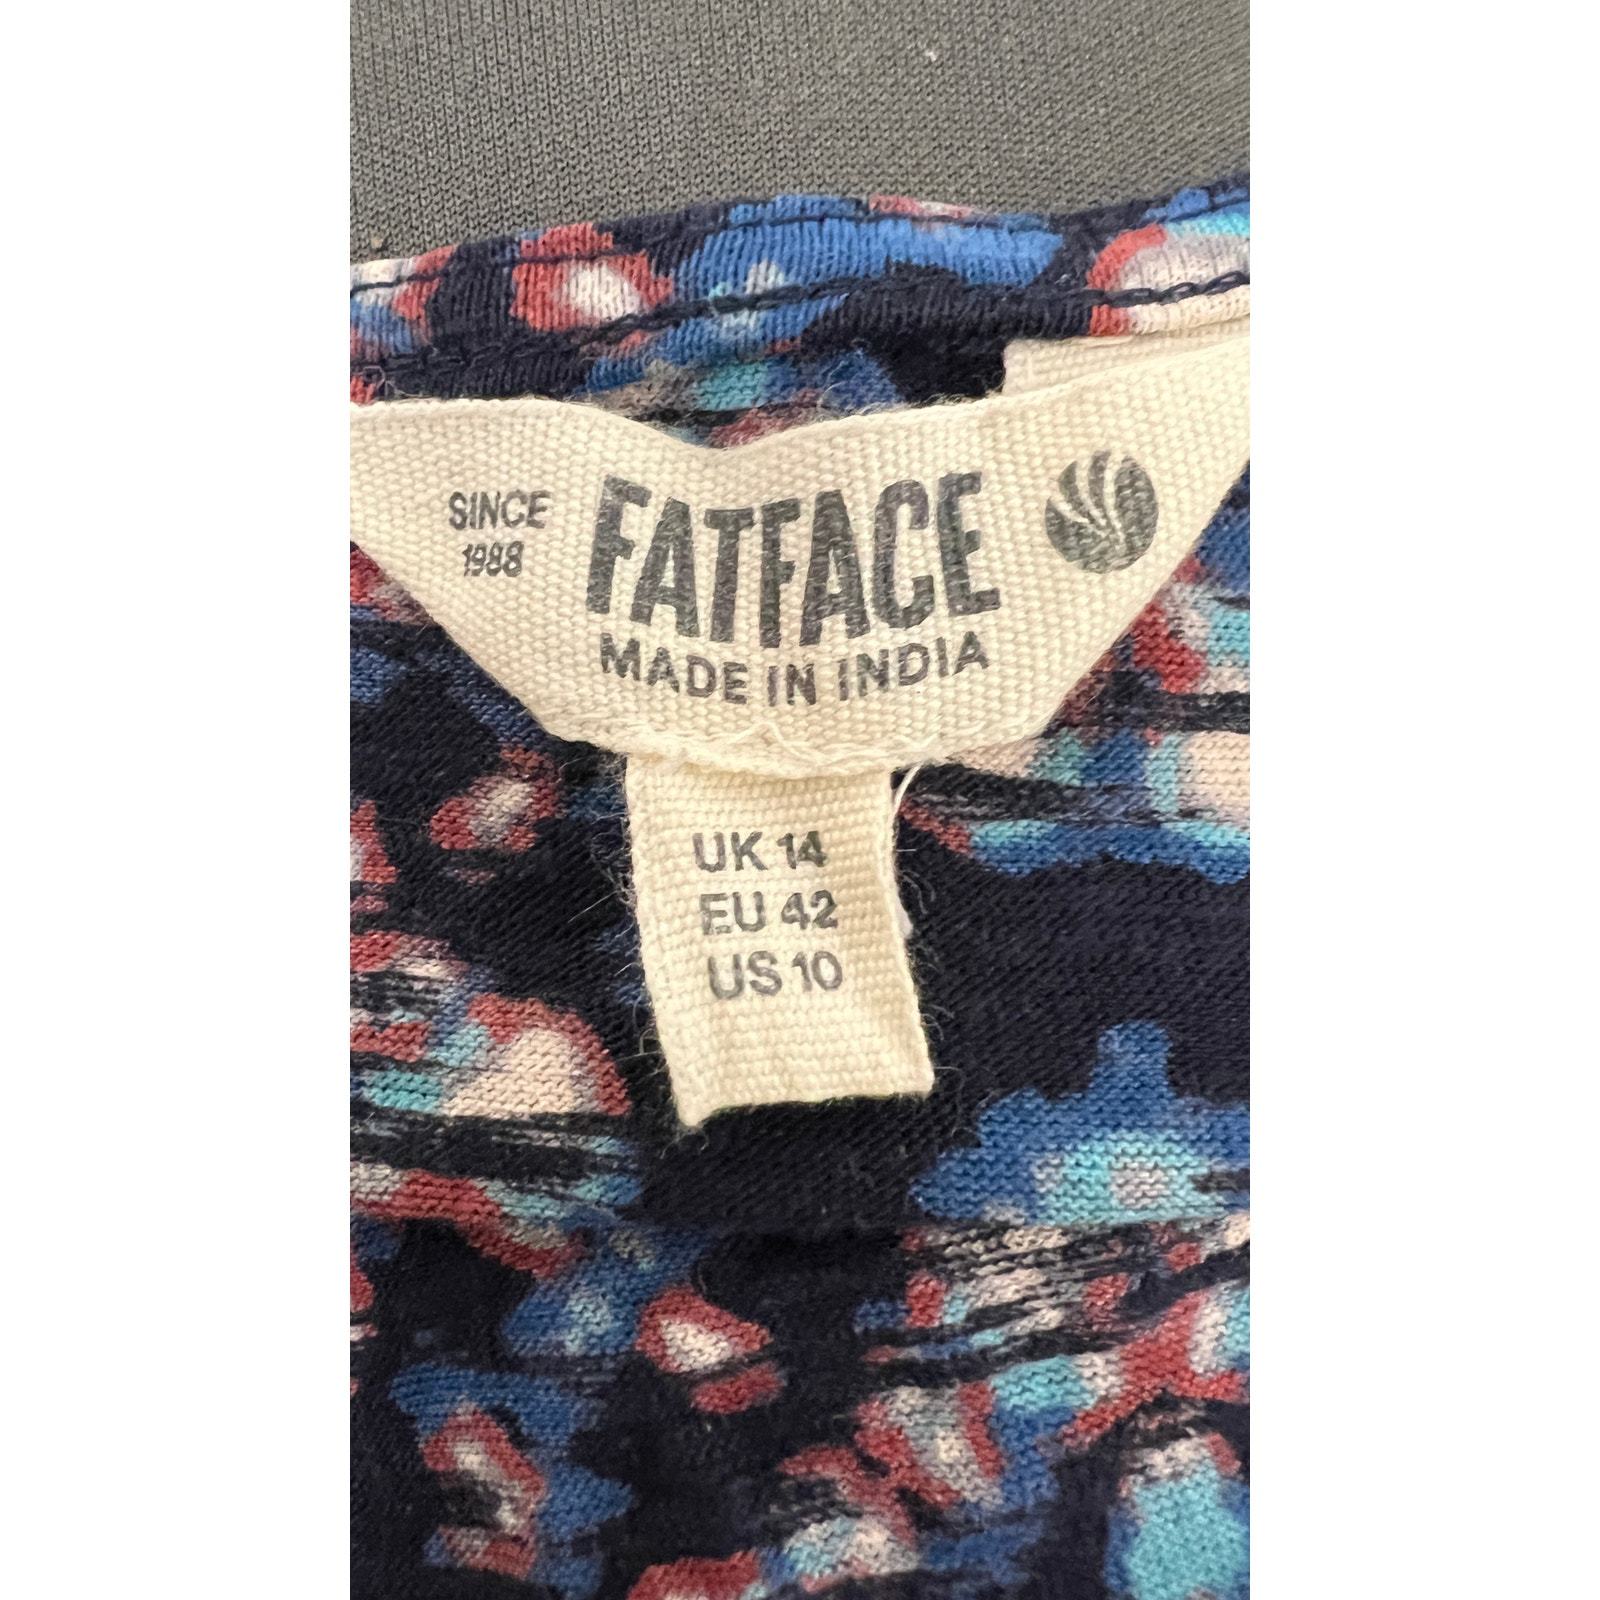 SINCE
1988
FATFACE
MADE IN INDIA
UK 14
EU 42
US 10